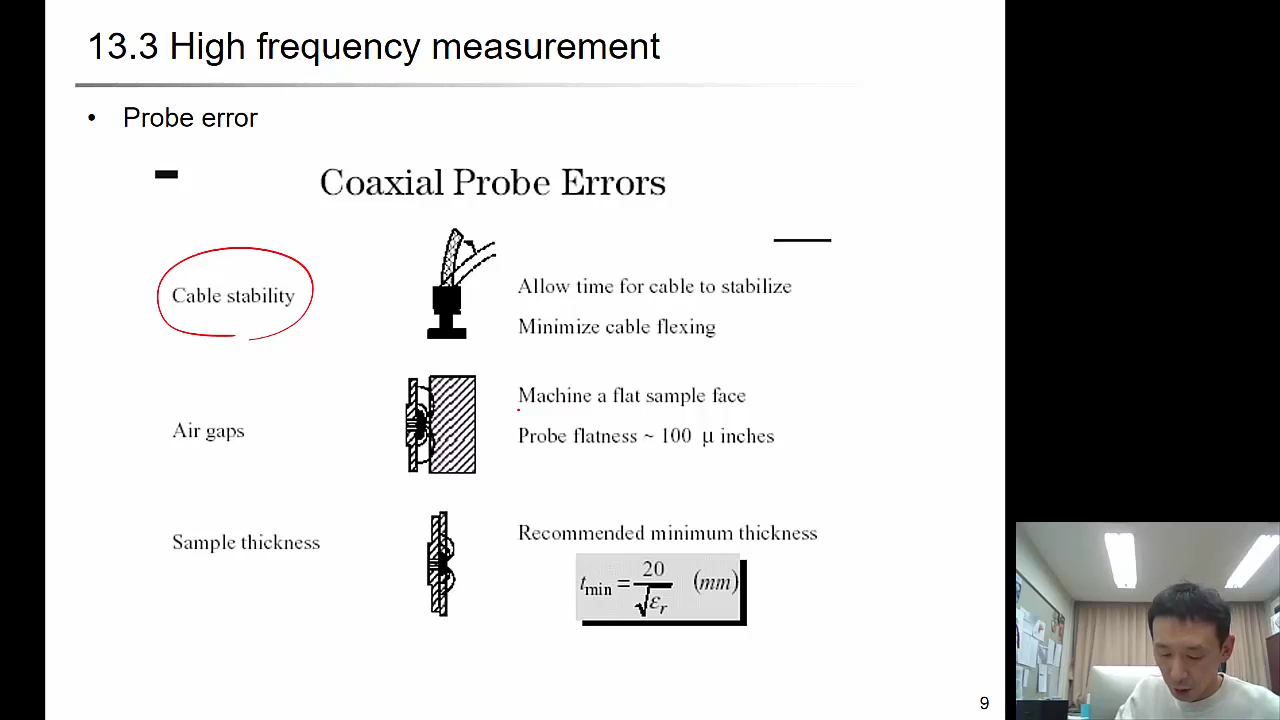 13.3 High frequency measurement
• Probe error
Coaxial Probe Errors
Cable stability
Allow time for cable to stabilize
Minimize cable flexing
Air gaps
Machine a flat sample face
Probe flatness ~ 100 μ inches
Sample thickness
Recommended minimum thickness
t_min = 20 / √ε_r (mm)
9